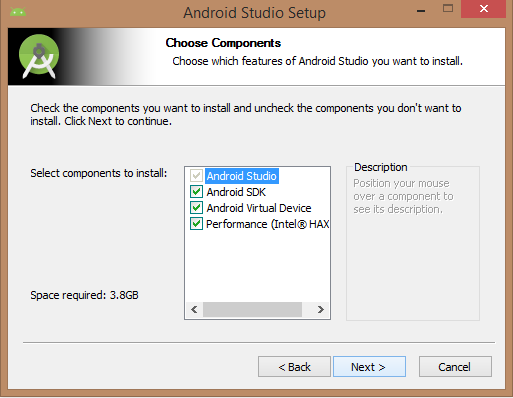 Android Studio Setup
Choose Components
Choose which features of Android Studio you want to install.
Check the components you want to install and uncheck the components you don't want to
install. Click Next to continue.
Select components to install:
Android Studio
Android SDK
Android Virtual Device
Performance (Intel® HAX
Description
Position your mouse
over a component to
see its description.
Space required: 3.8GB
< Back
Next >
Cancel